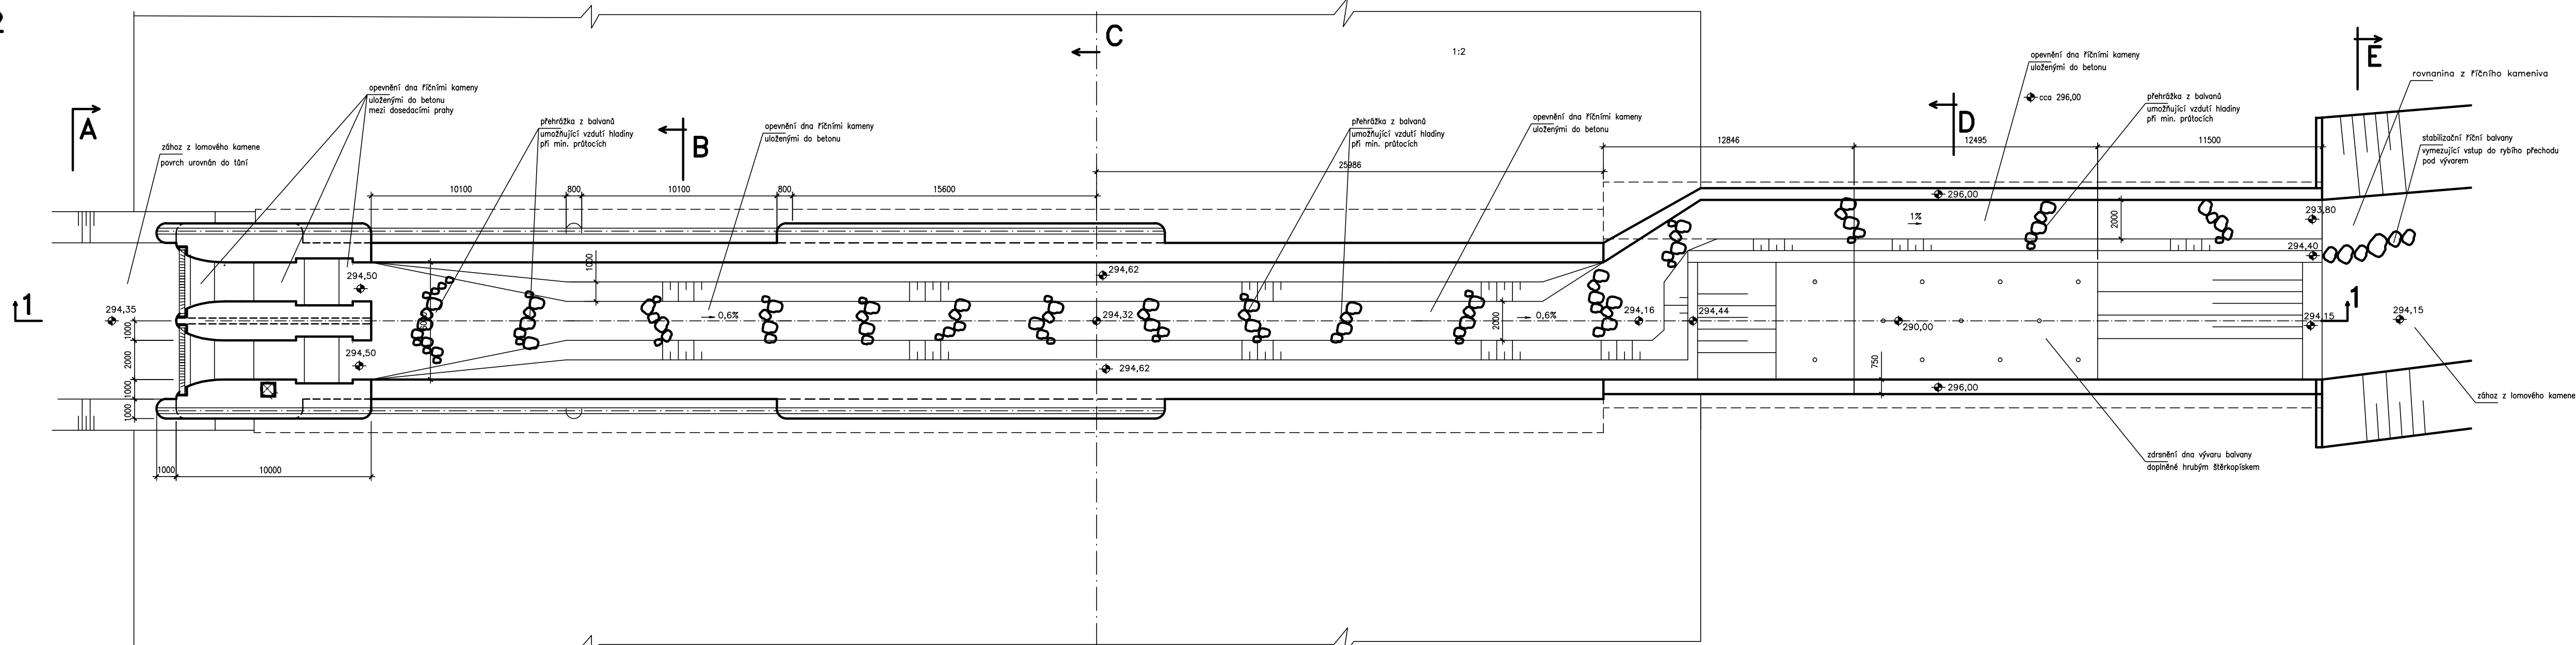 2
A
zához z lomového kamene
povrch urovnán do tůní
opevnění dna říčními kameny
uloženými do betonu
mezi dosedacími prahy
přehrážka z balvanů
umožňující vzdutí hladiny
při min. průtocích
B
opevnění dna říčními kameny
uloženými do betonu
C
1:2
přehrážka z balvanů
umožňující vzdutí hladiny
při min. průtocích
opevnění dna říčními kameny
uloženými do betonu
opevnění dna říčními kameny
uloženými do betonu
cca 296,00
D
přehrážka z balvanů
umožňující vzdutí hladiny
při min. průtocích
E
rovnanina z říčního kameniva
stabilizační říční balvany
vymezující vstup do rybího přechodu
pod vývarem
12846
12495
11500
25986
10100
800
10100
800
15600
296,00
1%
2000
293,80
294,40
1000
294,50
294,62
1
294,35
0,6%
294,32
2000
0,6%
294,16
294,44
290,00
294,15
1
294,15
1000
2000
1000
1000
294,50
294,62
750
296,00
zához z lomového kamene
zdrsnění dna vývaru balvany
doplněné hrubým štěrkopískem
1000
10000